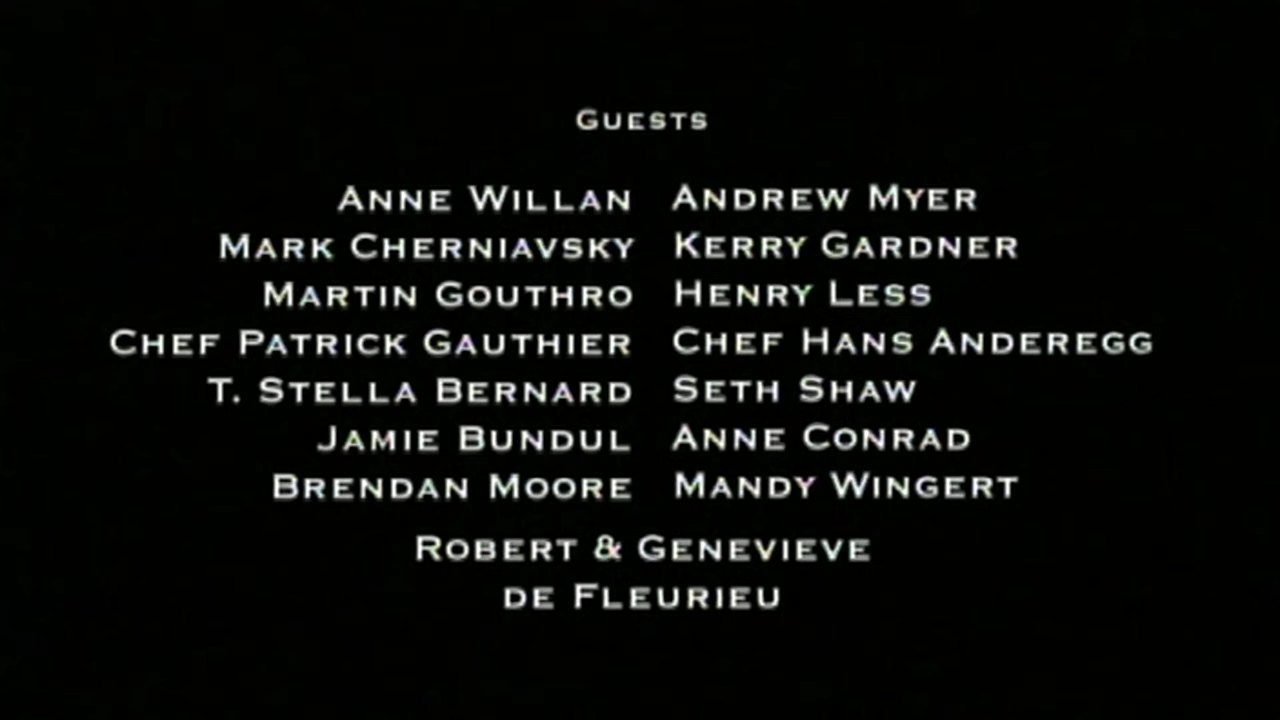 GUESTS
ANNE WILLAN ANDREW MYER
MARK CHERNIAVSKY KERRY GARDNER
MARTIN GOUTHRO HENRY LESS
CHEF PATRICK GAUTHIER CHEF HANS ANDEREGG
T. STELLA BERNARD SETH SHAW
JAMIE BUNDUL ANNE CONRAD
BRENDAN MOORE MANDY WINGERT
ROBERT & GENEVIEVE
DE FLEURIEU